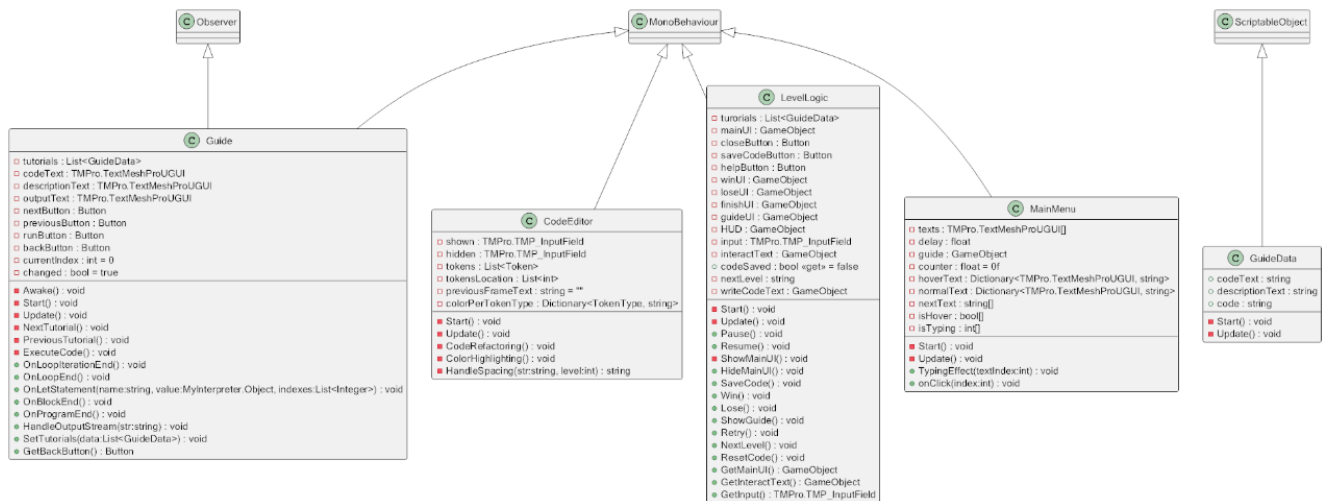 C Observer
C MonoBehaviour
C ScriptableObject
C Guide
tutorials : List<GuideData>
codeText : TMPro.TextMeshProUGUI
descriptionText : TMPro.TextMeshProUGUI
outputText : TMPro.TextMeshProUGUI
nextButton : Button
previousButton : Button
runButton : Button
backButton : Button
currentIndex : int = 0
changed : bool = true
Awake() : void
Start() : void
Update() : void
NextTutorial() : void
PreviousTutorial() : void
ExecuteCode() : void
OnLoopIterationEnd() : void
OnLoopEnd() : void
OnLetStatement(name:string, value:MyInterpreter.Object, indexes:List<Integer>) : void
OnBlockEnd() : void
OnProgramEnd() : void
HandleOutputStream(str:string) : void
SetTutorials(data:List<GuideData>) : void
GetBackButton() : Button
C CodeEditor
shown : TMPro.TMP_InputField
hidden : TMPro.TMP_InputField
tokens : List<Token>
tokensLocation : List<int>
previousFrameText : string = ""
colorPerTokenType : Dictionary<TokenType, string>
Start() : void
Update() : void
CodeRefactoring() : void
ColorHighlighting() : void
HandleSpacing(str:string, level:int) : string
C LevelLogic
turorials : List<GuideData>
mainUI : GameObject
closeButton : Button
saveCodeButton : Button
helpButton : Button
winUI : GameObject
loseUI : GameObject
finishUI : GameObject
guideUI : GameObject
HUD : GameObject
input : TMPro.TMP_InputField
interactText : GameObject
codeSaved : bool «get» = false
nextLevel : string
writeCodeText : GameObject
Start() : void
Update() : void
Pause() : void
Resume() : void
ShowMainUI() : void
HideMainUI() : void
SaveCode() : void
Win() : void
Lose() : void
ShowGuide() : void
Retry() : void
NextLevel() : void
ResetCode() : void
GetMainUI() : GameObject
GetInteractText() : GameObject
GetInput() : TMPro.TMP_InputField
C MainMenu
texts : TMPro.TextMeshProUGUI[]
delay : float
guide : GameObject
counter : float = 0f
hoverText : Dictionary<TMPro.TextMeshProUGUI, string>
normalText : Dictionary<TMPro.TextMeshProUGUI, string>
nextText : string[]
isHover : bool[]
isTyping : int[]
Start() : void
Update() : void
TypingEffect(textIndex:int) : void
onClick(index:int) : void
C GuideData
codeText : string
descriptionText : string
code : string
Start() : void
Update() : void